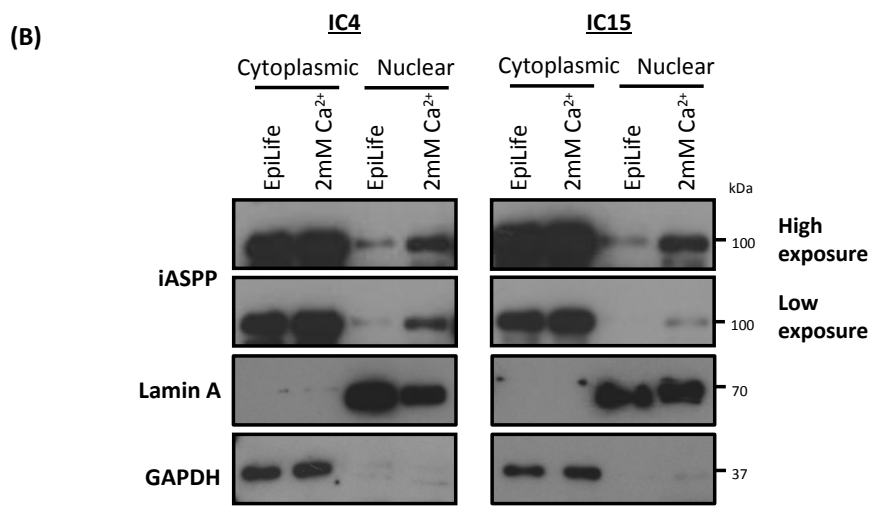 (B)
IC4 IC15
Cytoplasmic Nuclear Cytoplasmic Nuclear
EpiLife 2mM Ca²⁺ EpiLife 2mM Ca²⁺ EpiLife 2mM Ca²⁺ EpiLife 2mM Ca²⁺
kDa
iASPP
100 High exposure
100 Low exposure
Lamin A 70
GAPDH 37